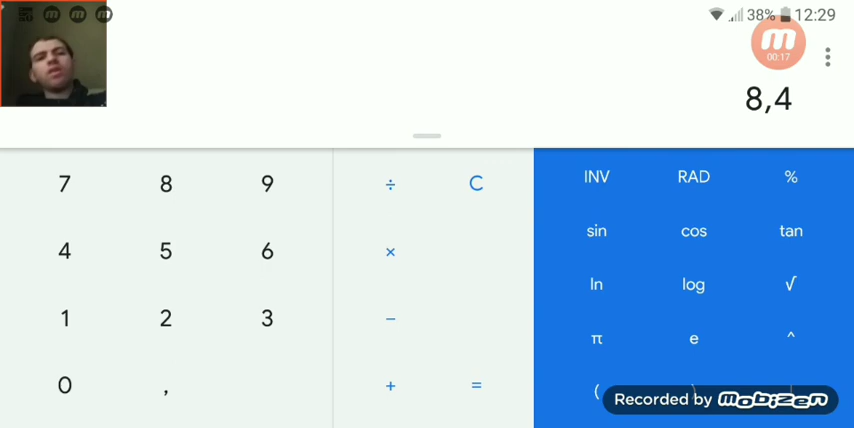 38% 12:29
00:17
8,4
7 8 9 ÷ C
INV RAD %
4 5 6 ×
sin cos tan
1 2 3 −
ln log √
π e ^
0 , + =
(
Recorded by mobizen